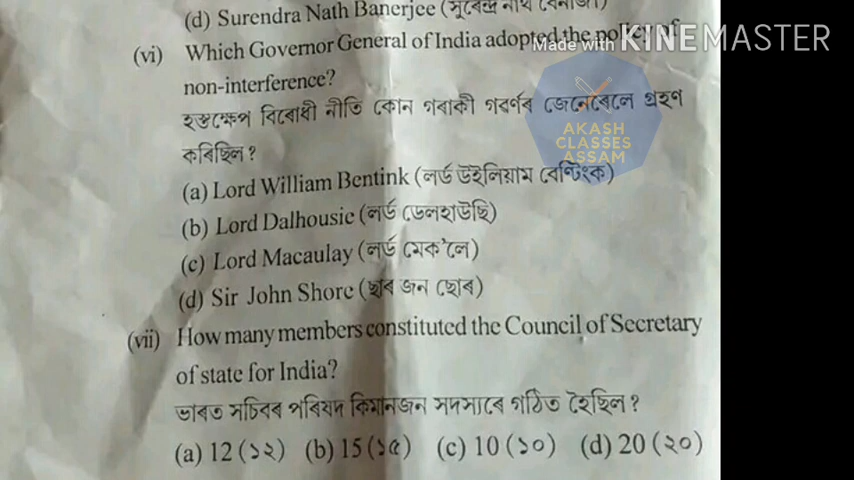 (d) Surendra Nath Banerjee (সুৰেন্দ্ৰ নাথ বেনাৰ্জী)
(vi) Which Governor General of India adopted the policy of
Made with KINEMASTER
non-interference?
হস্তক্ষেপ বিৰোধী নীতি কোন গৰাকী গৱৰ্ণৰ জেনেৰেলে গ্ৰহণ
কৰিছিল ?
AKASH
CLASSES
ASSAM
(a) Lord William Bentink (লৰ্ড উইলিয়াম বেণ্টিংক)
(b) Lord Dalhousie (লৰ্ড ডেলহাউছি)
(c) Lord Macaulay (লৰ্ড মেক'লে)
(d) Sir John Shore (ছাৰ জন ছোৰ)
(vii) How many members constituted the Council of Secretary
of state for India?
ভাৰত সচিবৰ পৰিষদ কিমানজন সদস্যৰে গঠিত হৈছিল ?
(a) 12 (১২) (b) 15 (১৫) (c) 10 (১০) (d) 20 (২০)